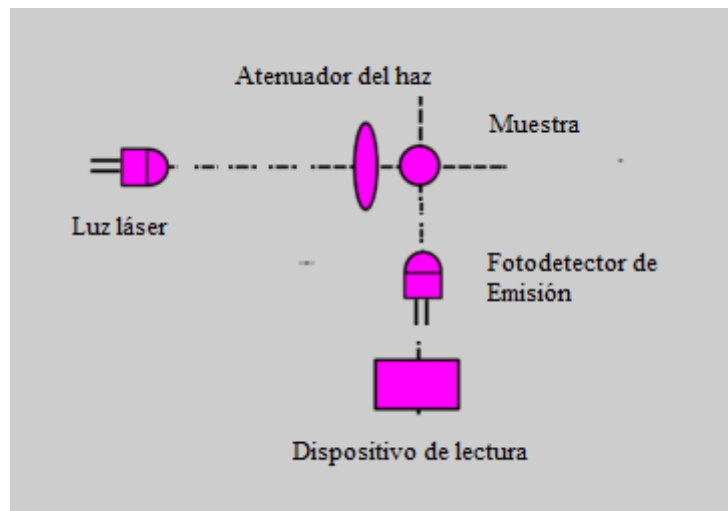 Atenuador del haz
Muestra
Luz láser
Fotodetector de
Emisión
Dispositivo de lectura